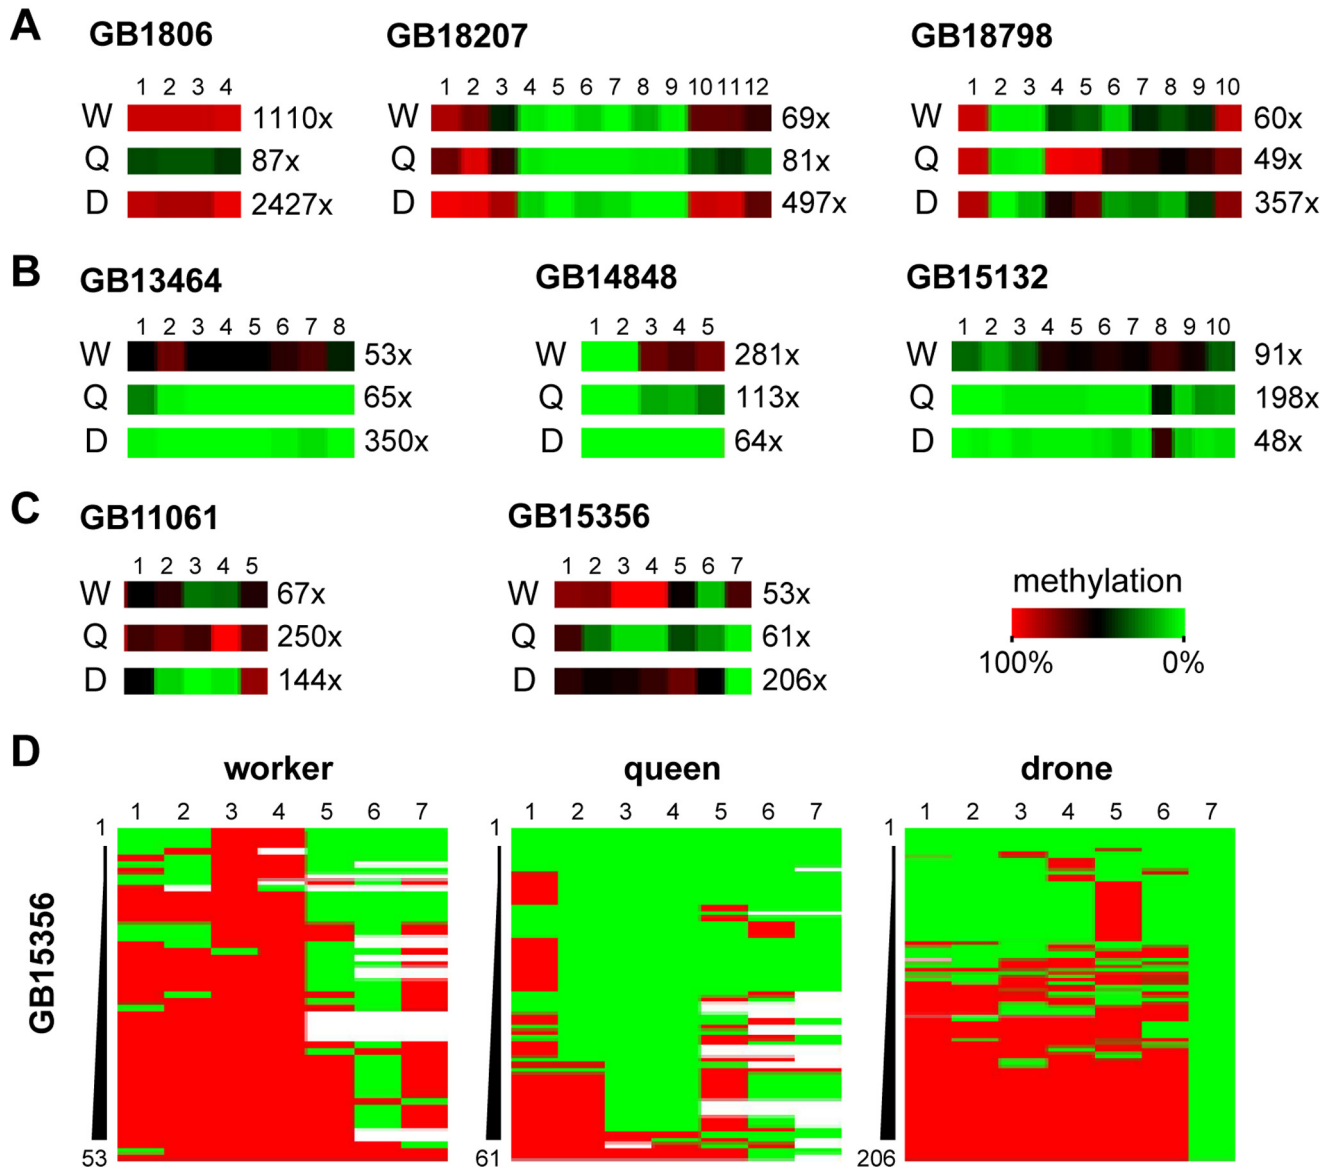 A
GB1806 GB18207 GB18798
1 2 3 4 1 2 3 4 5 6 7 8 9 10 11 12 1 2 3 4 5 6 7 8 9 10
W 1110x W 69x W 60x
Q 87x Q 81x Q 49x
D 2427x D 497x D 357x
B
GB13464 GB14848 GB15132
1 2 3 4 5 6 7 8 1 2 3 4 5 1 2 3 4 5 6 7 8 9 10
W 53x W 281x W 91x
Q 65x Q 113x Q 198x
D 350x D 64x D 48x
C
GB11061 GB15356
1 2 3 4 5 1 2 3 4 5 6 7
W 67x W 53x
Q 250x Q 61x
D 144x D 206x
methylation
100% 0%
D
worker queen drone
1 2 3 4 5 6 7 1 2 3 4 5 6 7 1 2 3 4 5 6 7
1 1 1
GB15356
53 61 206